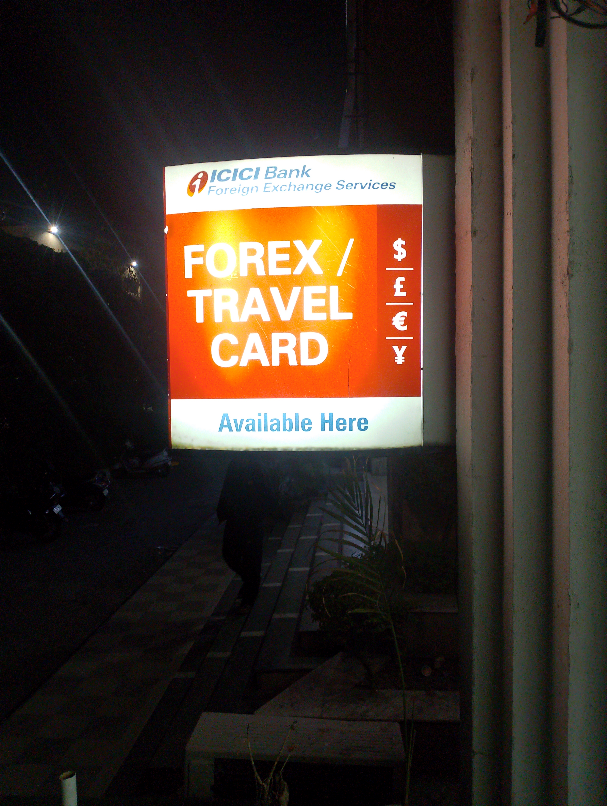 ICICI Bank
Foreign Exchange Services
FOREX /
TRAVEL
CARD
$
£
€
¥
Available Here